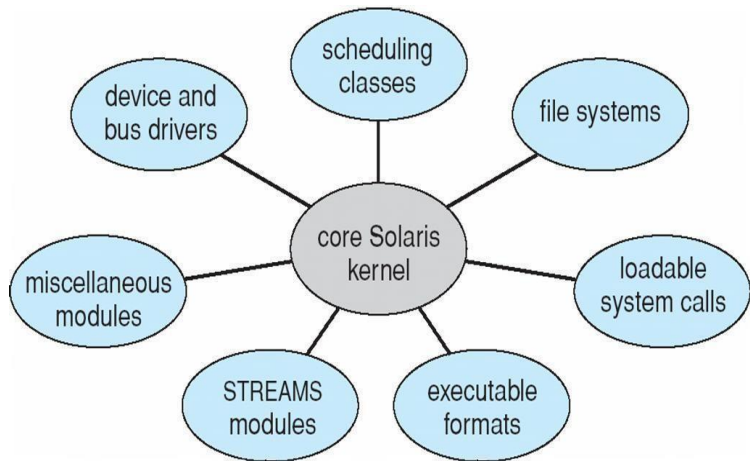 scheduling
classes
device and
bus drivers
file systems
core Solaris
kernel
miscellaneous
modules
loadable
system calls
STREAMS
modules
executable
formats